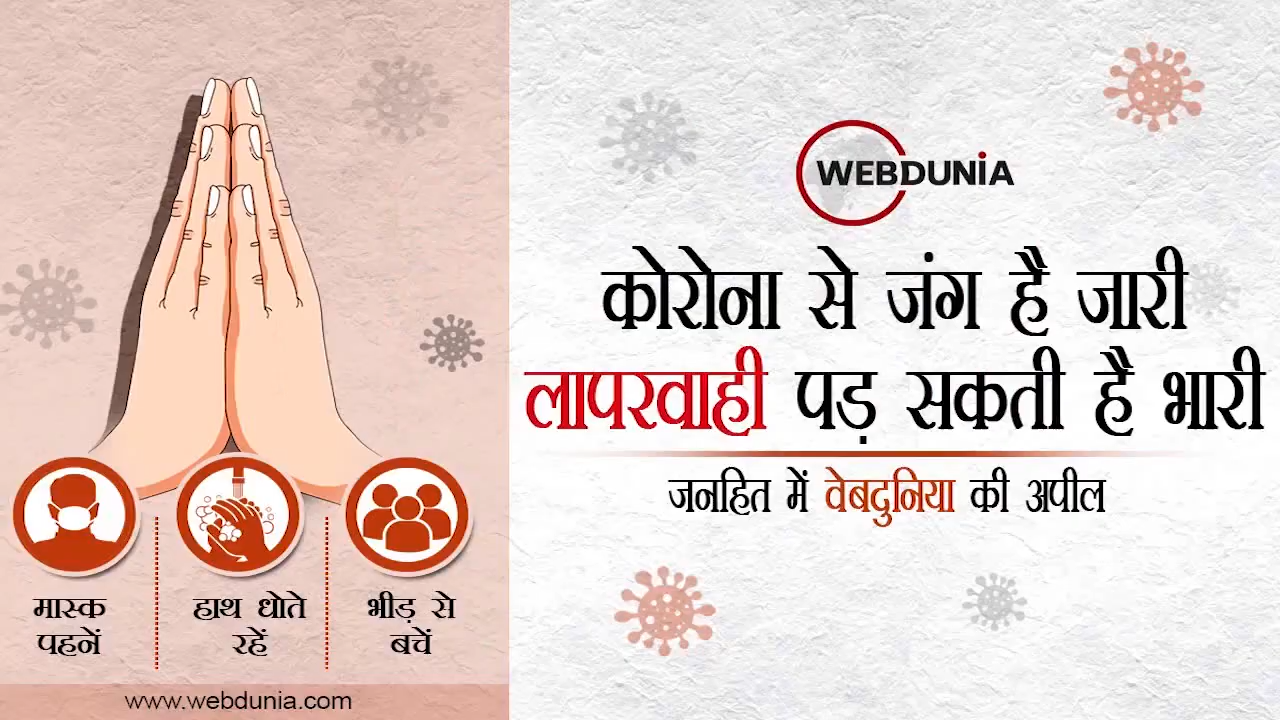 WEBDUNIA
कोरोना से जंग है जारी
लापरवाही पड़ सकती है भारी
जनहित में वेबदुनिया की अपील
मास्क
पहनें
हाथ धोते
रहें
भीड़ से
बचें
www.webdunia.com